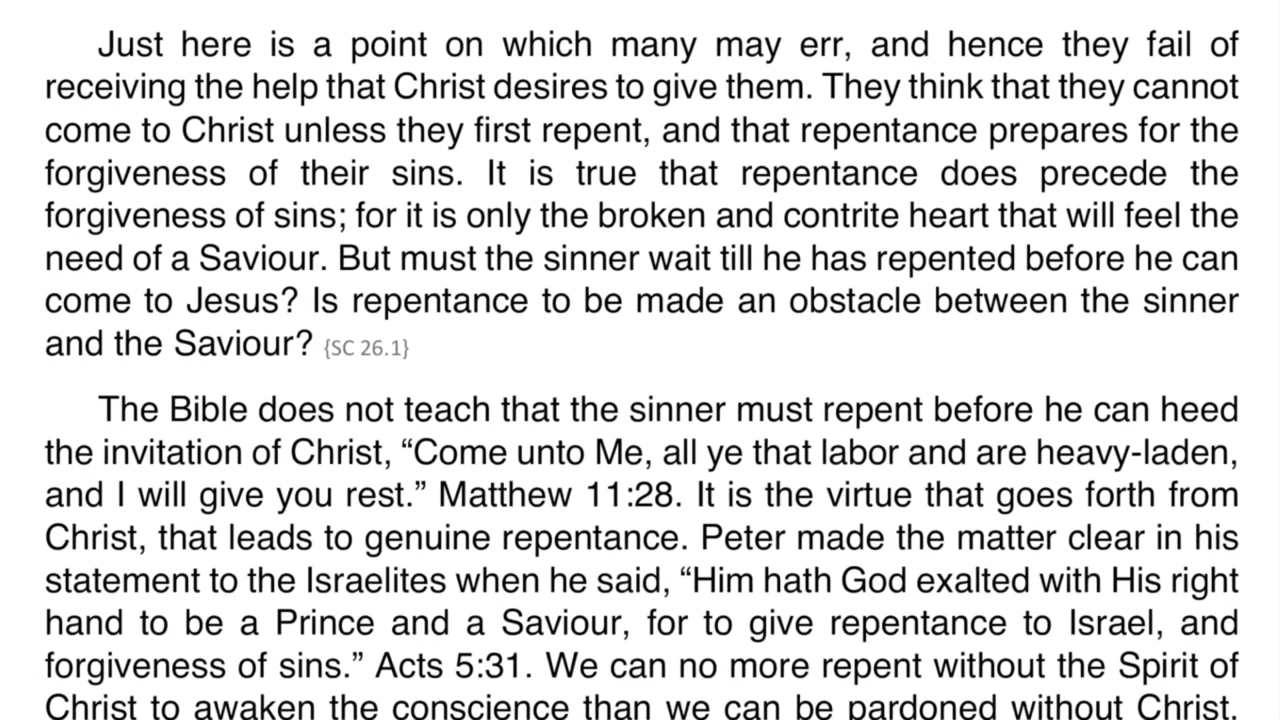 Just here is a point on which many may err, and hence they fail of
receiving the help that Christ desires to give them. They think that they cannot
come to Christ unless they first repent, and that repentance prepares for the
forgiveness of their sins. It is true that repentance does precede the
forgiveness of sins; for it is only the broken and contrite heart that will feel the
need of a Saviour. But must the sinner wait till he has repented before he can
come to Jesus? Is repentance to be made an obstacle between the sinner
and the Saviour? {SC 26.1}
The Bible does not teach that the sinner must repent before he can heed
the invitation of Christ, “Come unto Me, all ye that labor and are heavy-laden,
and I will give you rest.” Matthew 11:28. It is the virtue that goes forth from
Christ, that leads to genuine repentance. Peter made the matter clear in his
statement to the Israelites when he said, “Him hath God exalted with His right
hand to be a Prince and a Saviour, for to give repentance to Israel, and
forgiveness of sins.” Acts 5:31. We can no more repent without the Spirit of
Christ to awaken the conscience than we can be pardoned without Christ.